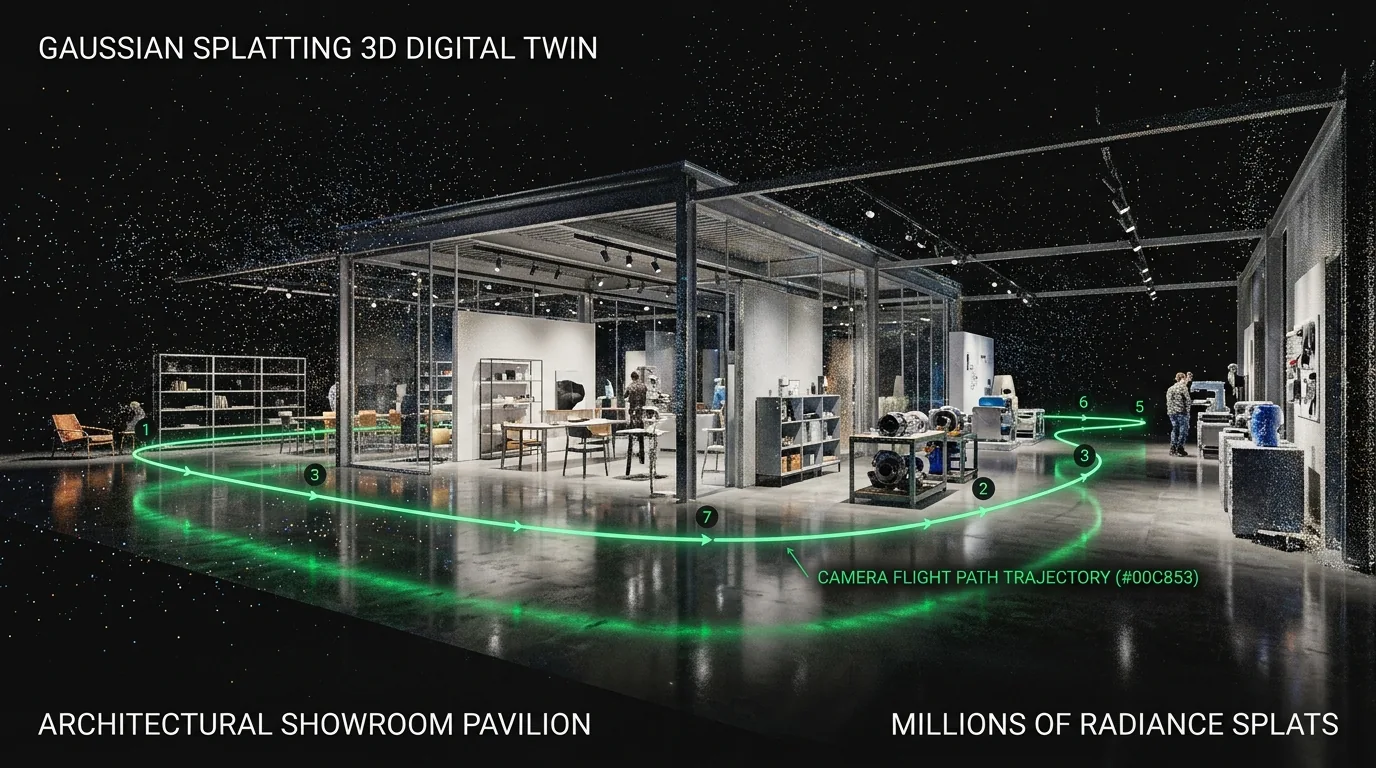 GAUSSIAN SPLATTING 3D DIGITAL TWIN
6
5
1
3
3
2
7
CAMERA FLIGHT PATH TRAJECTORY (#00C853)
ARCHITECTURAL SHOWROOM PAVILION
MILLIONS OF RADIANCE SPLATS